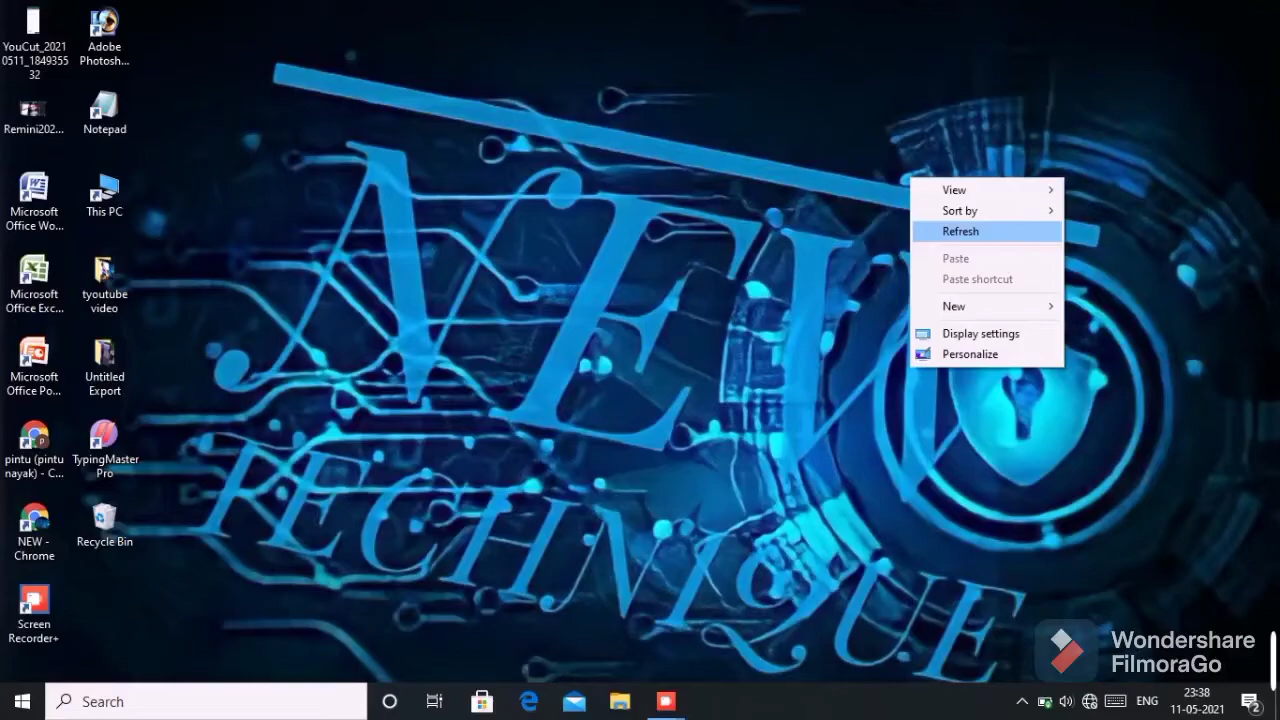 YouCut_2021
0511_1849355
32
Adobe
Photosh...
Remini202...
Notepad
Microsoft
Office Wo...
This PC
Microsoft
Office Exc...
tyoutube
video
Microsoft
Office Po...
Untitled
Export
pintu (pintu
nayak) - C...
TypingMaster
Pro
NEW -
Chrome
Recycle Bin
Screen
Recorder+
NEW
TECHNIQUE
View
Sort by
Refresh
Paste
Paste shortcut
New
Display settings
Personalize
Wondershare
FilmoraGo
Search
ENG
23:38
11-05-2021
2